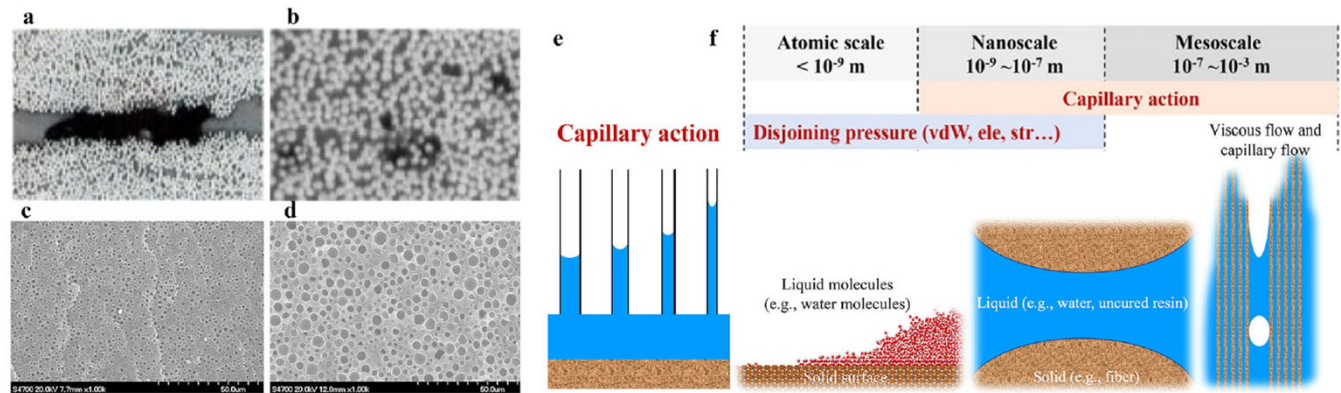 a
b
c
S4700 20.0kV 7.7mm x1.00k
50.0um
d
S4700 20.0kV 12.8mm x1.00k
50.0um
e
Capillary action
f
Atomic scale
< 10⁻⁹ m
Nanoscale
10⁻⁹ ~10⁻⁷ m
Mesoscale
10⁻⁷ ~10⁻³ m
Capillary action
Disjoining pressure (vdW, ele, str…)
Viscous flow and
capillary flow
Liquid molecules
(e.g., water molecules)
Solid surface
Liquid (e.g., water, uncured resin)
Solid (e.g., fiber)